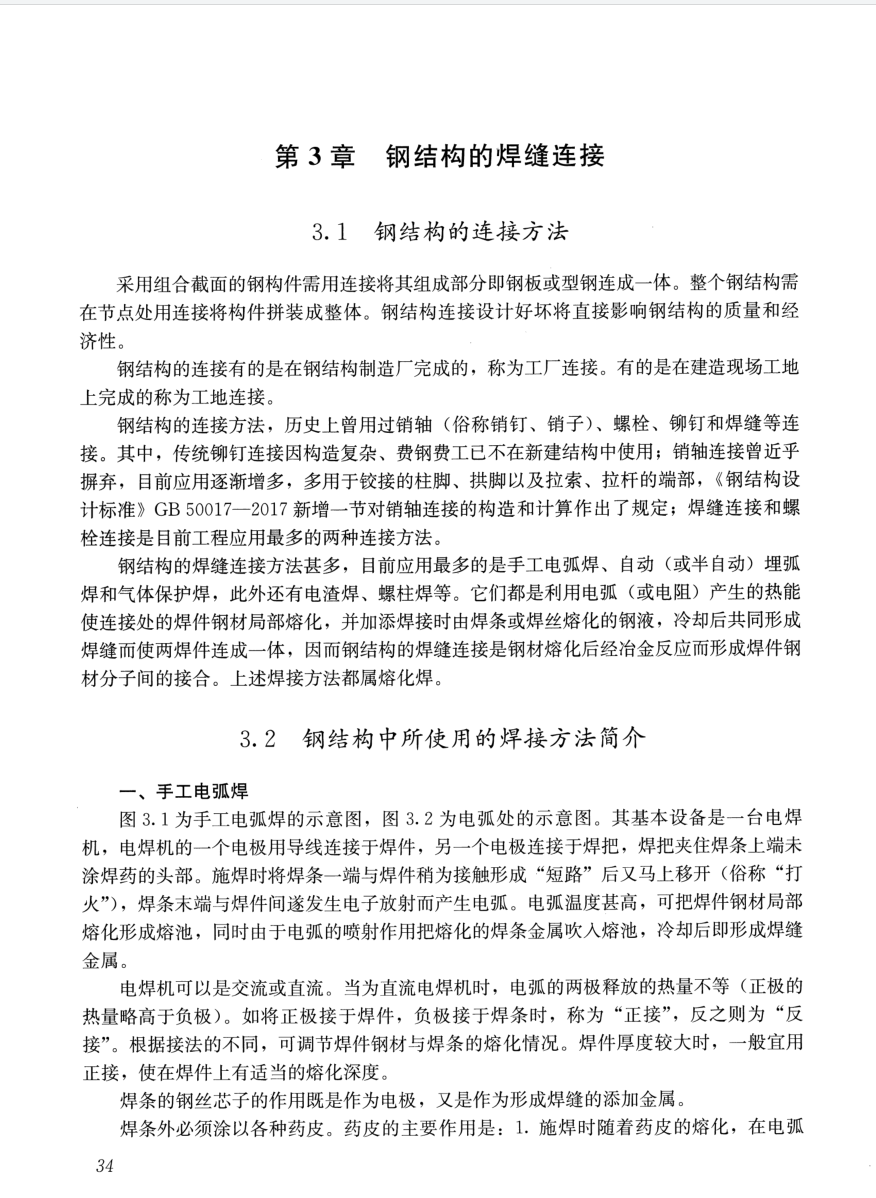 第 3 章 钢结构的焊缝连接
3.1 钢结构的连接方法
采用组合截面的钢构件需用连接将其组成部分即钢板或型钢连成一体。整个钢结构需
在节点处用连接将构件拼装成整体。钢结构连接设计好坏将直接影响钢结构的质量和经
济性。
钢结构的连接有的是在钢结构制造厂完成的，称为工厂连接。有的是在建造现场工地
上完成的称为工地连接。
钢结构的连接方法，历史上曾用过销轴（俗称销钉、销子）、螺栓、铆钉和焊缝等连
接。其中，传统铆钉连接因构造复杂、费钢费工已不在新建结构中使用；销轴连接曾近乎
摒弃，目前应用逐渐增多，多用于铰接的柱脚、拱脚以及拉索、拉杆的端部，《钢结构设
计标准》GB 50017—2017 新增一节对销轴连接的构造和计算作出了规定；焊缝连接和螺
栓连接是目前工程应用最多的两种连接方法。
钢结构的焊缝连接方法甚多，目前应用最多的是手工电弧焊、自动（或半自动）埋弧
焊和气体保护焊，此外还有电渣焊、螺柱焊等。它们都是利用电弧（或电阻）产生的热能
使连接处的焊件钢材局部熔化，并加添焊接时由焊条或焊丝熔化的钢液，冷却后共同形成
焊缝而使两焊件连成一体，因而钢结构的焊缝连接是钢材熔化后经冶金反应而形成焊件钢
材分子间的接合。上述焊接方法都属熔化焊。
3.2 钢结构中所使用的焊接方法简介
一、手工电弧焊
图 3.1 为手工电弧焊的示意图，图 3.2 为电弧处的示意图。其基本设备是一台电焊
机，电焊机的一个电极用导线连接于焊件，另一个电极连接于焊把，焊把夹住焊条上端未
涂焊药的头部。施焊时将焊条一端与焊件稍为接触形成“短路”后又马上移开（俗称“打
火”），焊条末端与焊件间遂发生电子放射而产生电弧。电弧温度甚高，可把焊件钢材局部
熔化形成熔池，同时由于电弧的喷射作用把熔化的焊条金属吹入熔池，冷却后即形成焊缝
金属。
电焊机可以是交流或直流。当为直流电焊机时，电弧的两极释放的热量不等（正极的
热量略高于负极）。如将正极接于焊件，负极接于焊条时，称为“正接”，反之则为“反
接”。根据接法的不同，可调节焊件钢材与焊条的熔化情况。焊件厚度较大时，一般宜用
正接，使在焊件上有适当的熔化深度。
焊条的钢丝芯子的作用既是作为电极，又是作为形成焊缝的添加金属。
焊条外必须涂以各种药皮。药皮的主要作用是：1. 施焊时随着药皮的熔化，在电弧
34